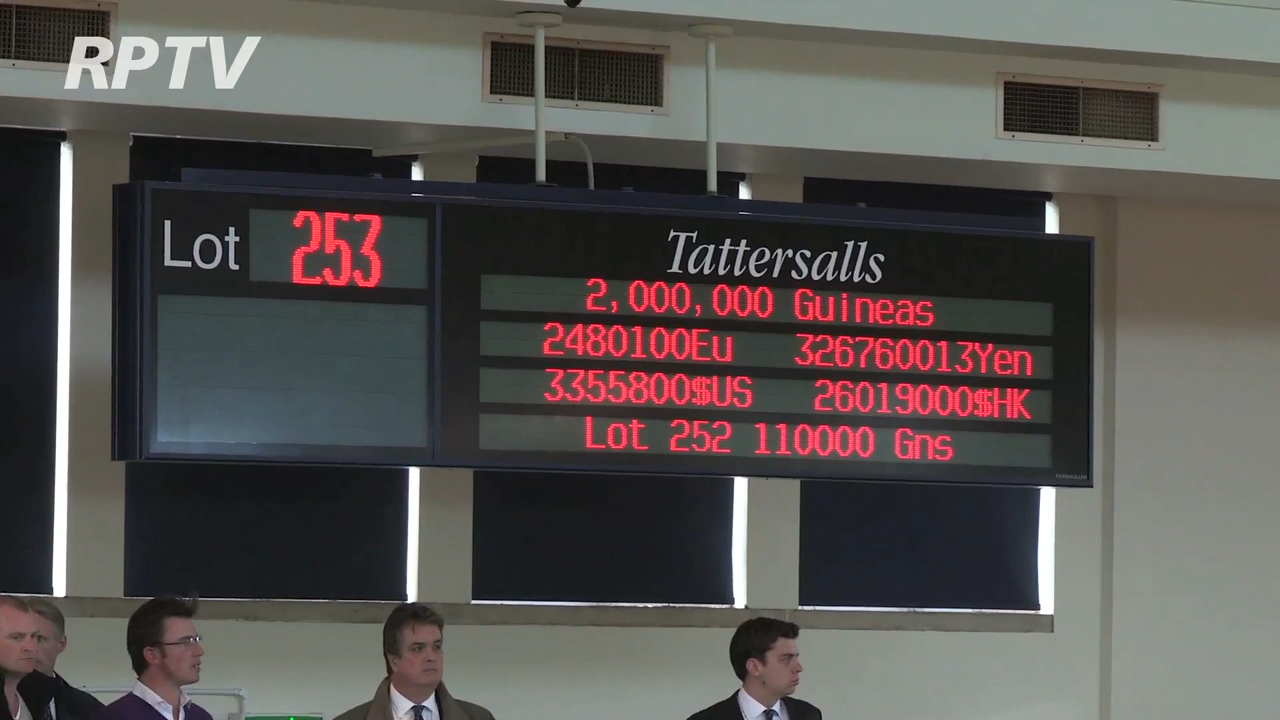 RPTV
Lot 253
Tattersalls
2,000,000 Guineas
2480100Eu 326760013Yen
3355800$US 26019000$HK
Lot 252 110000 Gns